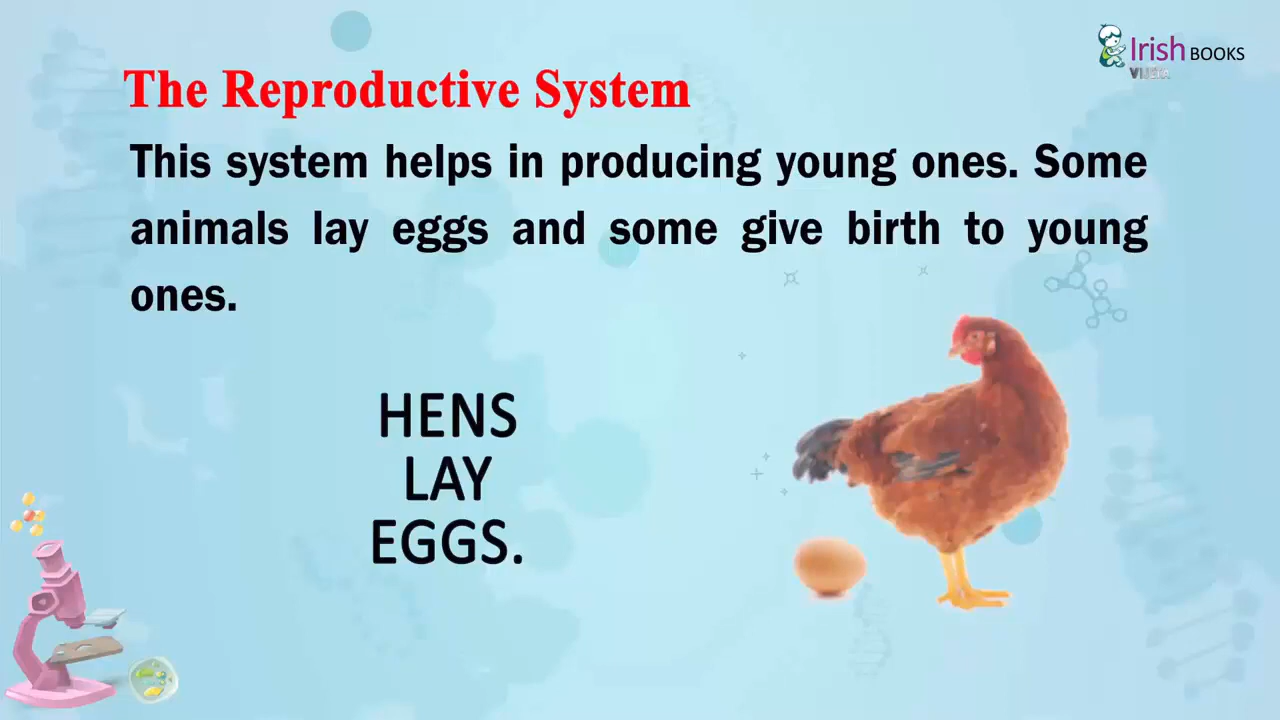 Irish BOOKS
The Reproductive System
This system helps in producing young ones. Some
animals lay eggs and some give birth to young
ones.
HENS
LAY
EGGS.